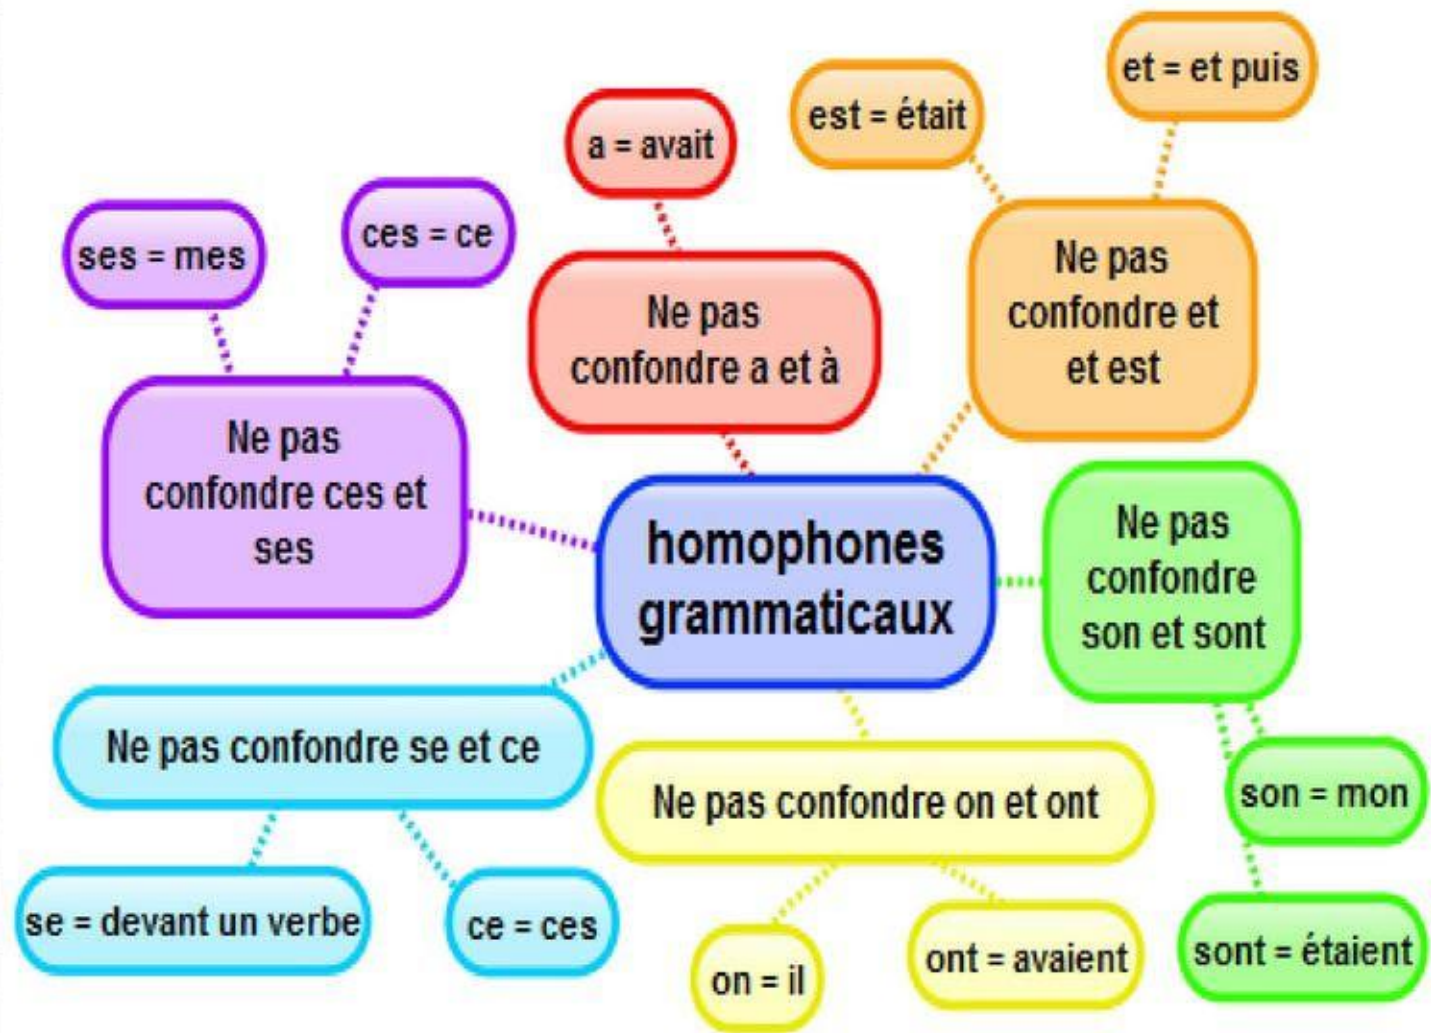 et = et puis
est = était
a = avait
ces = ce
ses = mes
Ne pas
confondre et
et est
Ne pas
confondre a et à
Ne pas
confondre ces et
ses
homophones
grammaticaux
Ne pas
confondre
son et sont
Ne pas confondre se et ce
Ne pas confondre on et ont
son = mon
se = devant un verbe
ce = ces
on = il
ont = avaient
sont = étaient